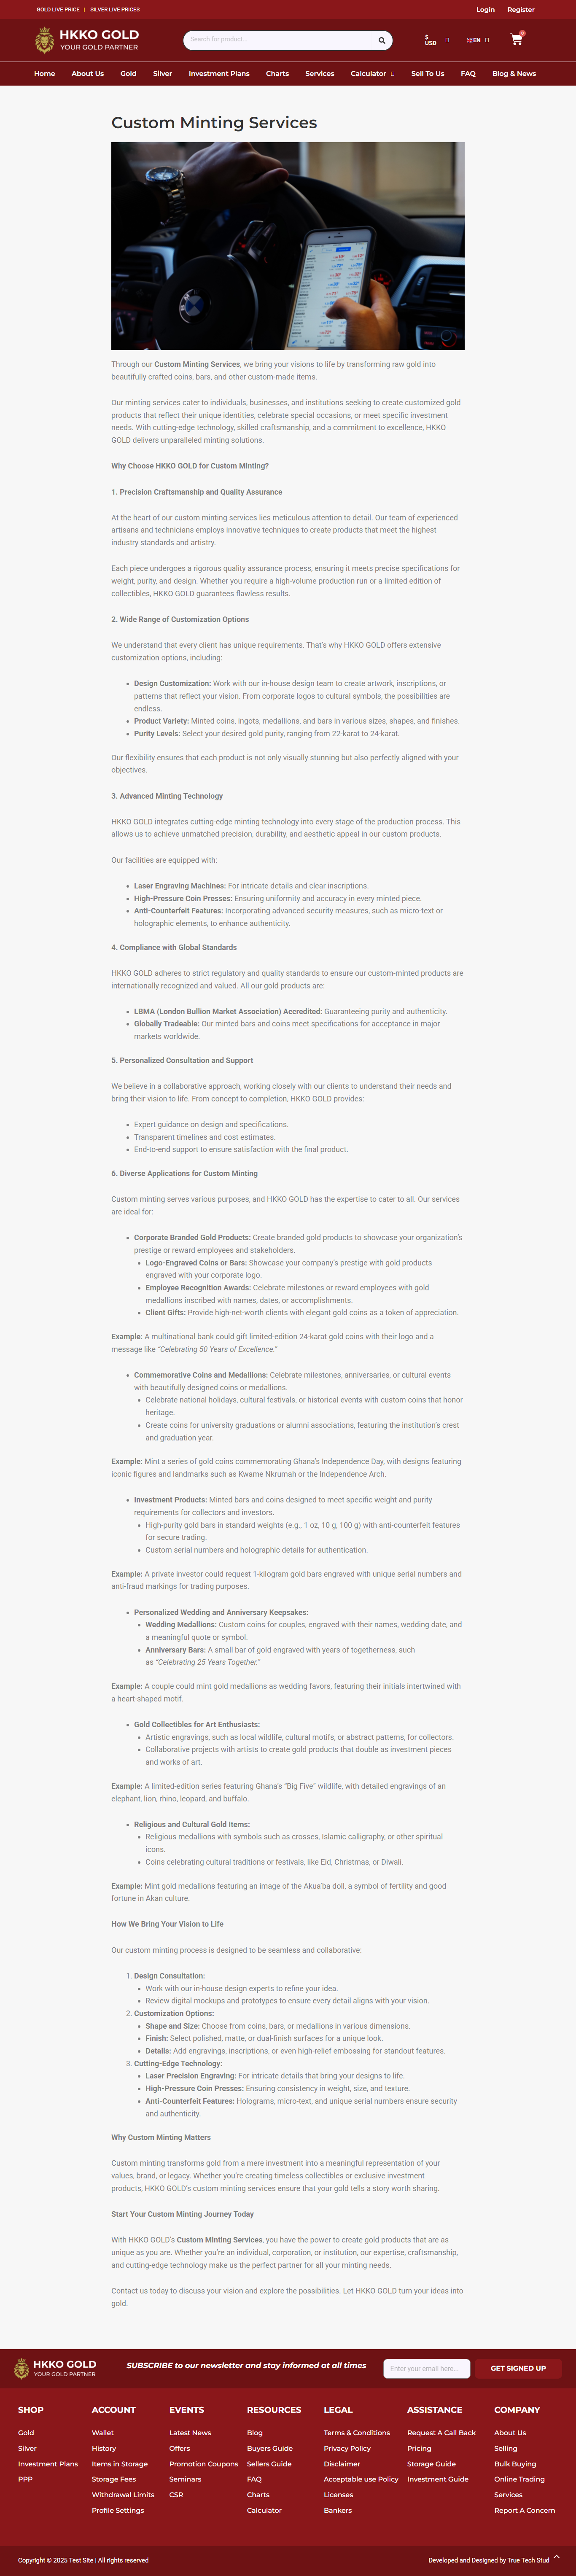 GOLD LIVE PRICE | SILVER LIVE PRICES
Login Register
HKKO GOLD
YOUR GOLD PARTNER
Search for product...
$
USD
EN
0
Home About Us Gold Silver Investment Plans Charts Services Calculator Sell To Us FAQ Blog & News
Custom Minting Services
Through our Custom Minting Services, we bring your visions to life by transforming raw gold into
beautifully crafted coins, bars, and other custom-made items.
Our minting services cater to individuals, businesses, and institutions seeking to create customized gold
products that reflect their unique identities, celebrate special occasions, or meet specific investment
needs. With cutting-edge technology, skilled craftsmanship, and a commitment to excellence, HKKO
GOLD delivers unparalleled minting solutions.
Why Choose HKKO GOLD for Custom Minting?
1. Precision Craftsmanship and Quality Assurance
At the heart of our custom minting services lies meticulous attention to detail. Our team of experienced
artisans and technicians employs innovative techniques to create products that meet the highest
industry standards and artistry.
Each piece undergoes a rigorous quality assurance process, ensuring it meets precise specifications for
weight, purity, and design. Whether you require a high-volume production run or a limited edition of
collectibles, HKKO GOLD guarantees flawless results.
2. Wide Range of Customization Options
We understand that every client has unique requirements. That's why HKKO GOLD offers extensive
customization options, including:
• Design Customization: Work with our in-house design team to create artwork, inscriptions, or
patterns that reflect your vision. From corporate logos to cultural symbols, the possibilities are
endless.
• Product Variety: Minted coins, ingots, medallions, and bars in various sizes, shapes, and finishes.
• Purity Levels: Select your desired gold purity, ranging from 22-karat to 24-karat.
Our flexibility ensures that each product is not only visually stunning but also perfectly aligned with your
objectives.
3. Advanced Minting Technology
HKKO GOLD integrates cutting-edge minting technology into every stage of the production process. This
allows us to achieve unmatched precision, durability, and aesthetic appeal in our custom products.
Our facilities are equipped with:
• Laser Engraving Machines: For intricate details and clear inscriptions.
• High-Pressure Coin Presses: Ensuring uniformity and accuracy in every minted piece.
• Anti-Counterfeit Features: Incorporating advanced security measures, such as micro-text or
holographic elements, to enhance authenticity.
4. Compliance with Global Standards
HKKO GOLD adheres to strict regulatory and quality standards to ensure our custom-minted products are
internationally recognized and valued. All our gold products are:
• LBMA (London Bullion Market Association) Accredited: Guaranteeing purity and authenticity.
• Globally Tradeable: Our minted bars and coins meet specifications for acceptance in major
markets worldwide.
5. Personalized Consultation and Support
We believe in a collaborative approach, working closely with our clients to understand their needs and
bring their vision to life. From concept to completion, HKKO GOLD provides:
• Expert guidance on design and specifications.
• Transparent timelines and cost estimates.
• End-to-end support to ensure satisfaction with the final product.
6. Diverse Applications for Custom Minting
Custom minting serves various purposes, and HKKO GOLD has the expertise to cater to all. Our services
are ideal for:
• Corporate Branded Gold Products: Create branded gold products to showcase your organization's
prestige or reward employees and stakeholders.
• Logo-Engraved Coins or Bars: Showcase your company's prestige with gold products
engraved with your corporate logo.
• Employee Recognition Awards: Celebrate milestones or reward employees with gold
medallions inscribed with names, dates, or accomplishments.
• Client Gifts: Provide high-net-worth clients with elegant gold coins as a token of appreciation.
Example: A multinational bank could gift limited-edition 24-karat gold coins with their logo and a
message like "Celebrating 50 Years of Excellence."
• Commemorative Coins and Medallions: Celebrate milestones, anniversaries, or cultural events
with beautifully designed coins or medallions.
• Celebrate national holidays, cultural festivals, or historical events with custom coins that honor
heritage.
• Create coins for university graduations or alumni associations, featuring the institution's crest
and graduation year.
Example: Mint a series of gold coins commemorating Ghana's Independence Day, with designs featuring
iconic figures and landmarks such as Kwame Nkrumah or the Independence Arch.
• Investment Products: Minted bars and coins designed to meet specific weight and purity
requirements for collectors and investors.
• High-purity gold bars in standard weights (e.g., 1 oz, 10 g, 100 g) with anti-counterfeit features
for secure trading.
• Custom serial numbers and holographic details for authentication.
Example: A private investor could request 1-kilogram gold bars engraved with unique serial numbers and
anti-fraud markings for trading purposes.
• Personalized Wedding and Anniversary Keepsakes:
• Wedding Medallions: Custom coins for couples, engraved with their names, wedding date, and
a meaningful quote or symbol.
• Anniversary Bars: A small bar of gold engraved with years of togetherness, such
as "Celebrating 25 Years Together."
Example: A couple could mint gold medallions as wedding favors, featuring their initials intertwined with
a heart-shaped motif.
• Gold Collectibles for Art Enthusiasts:
• Artistic engravings, such as local wildlife, cultural motifs, or abstract patterns, for collectors.
• Collaborative projects with artists to create gold products that double as investment pieces
and works of art.
Example: A limited-edition series featuring Ghana's "Big Five" wildlife, with detailed engravings of an
elephant, lion, rhino, leopard, and buffalo.
• Religious and Cultural Gold Items:
• Religious medallions with symbols such as crosses, Islamic calligraphy, or other spiritual
icons.
• Coins celebrating cultural traditions or festivals, like Eid, Christmas, or Diwali.
Example: Mint gold medallions featuring an image of the Akua'ba doll, a symbol of fertility and good
fortune in Akan culture.
How We Bring Your Vision to Life
Our custom minting process is designed to be seamless and collaborative:
1. Design Consultation:
• Work with our in-house design experts to refine your idea.
• Review digital mockups and prototypes to ensure every detail aligns with your vision.
2. Customization Options:
• Shape and Size: Choose from coins, bars, or medallions in various dimensions.
• Finish: Select polished, matte, or dual-finish surfaces for a unique look.
• Details: Add engravings, inscriptions, or even high-relief embossing for standout features.
3. Cutting-Edge Technology:
• Laser Precision Engraving: For intricate details that bring your designs to life.
• High-Pressure Coin Presses: Ensuring consistency in weight, size, and texture.
• Anti-Counterfeit Features: Holograms, micro-text, and unique serial numbers ensure security
and authenticity.
Why Custom Minting Matters
Custom minting transforms gold from a mere investment into a meaningful representation of your
values, brand, or legacy. Whether you're creating timeless collectibles or exclusive investment
products, HKKO GOLD's custom minting services ensure that your gold tells a story worth sharing.
Start Your Custom Minting Journey Today
With HKKO GOLD's Custom Minting Services, you have the power to create gold products that are as
unique as you are. Whether you're an individual, corporation, or institution, our expertise, craftsmanship,
and cutting-edge technology make us the perfect partner for all your minting needs.
Contact us today to discuss your vision and explore the possibilities. Let HKKO GOLD turn your ideas into
gold.
HKKO GOLD
YOUR GOLD PARTNER
SUBSCRIBE to our newsletter and stay informed at all times
Enter your email here...
GET SIGNED UP
SHOP ACCOUNT EVENTS RESOURCES LEGAL ASSISTANCE COMPANY
Gold Wallet Latest News Blog Terms & Conditions Request A Call Back About Us
Silver History Offers Buyers Guide Privacy Policy Pricing Selling
Investment Plans Items in Storage Promotion Coupons Sellers Guide Disclaimer Storage Guide Bulk Buying
PPP Storage Fees Seminars FAQ Acceptable use Policy Investment Guide Online Trading
Withdrawal Limits CSR Charts Licenses Services
Profile Settings Calculator Bankers Report A Concern
Copyright © 2025 Test Site | All rights reserved
Developed and Designed by True Tech Studi